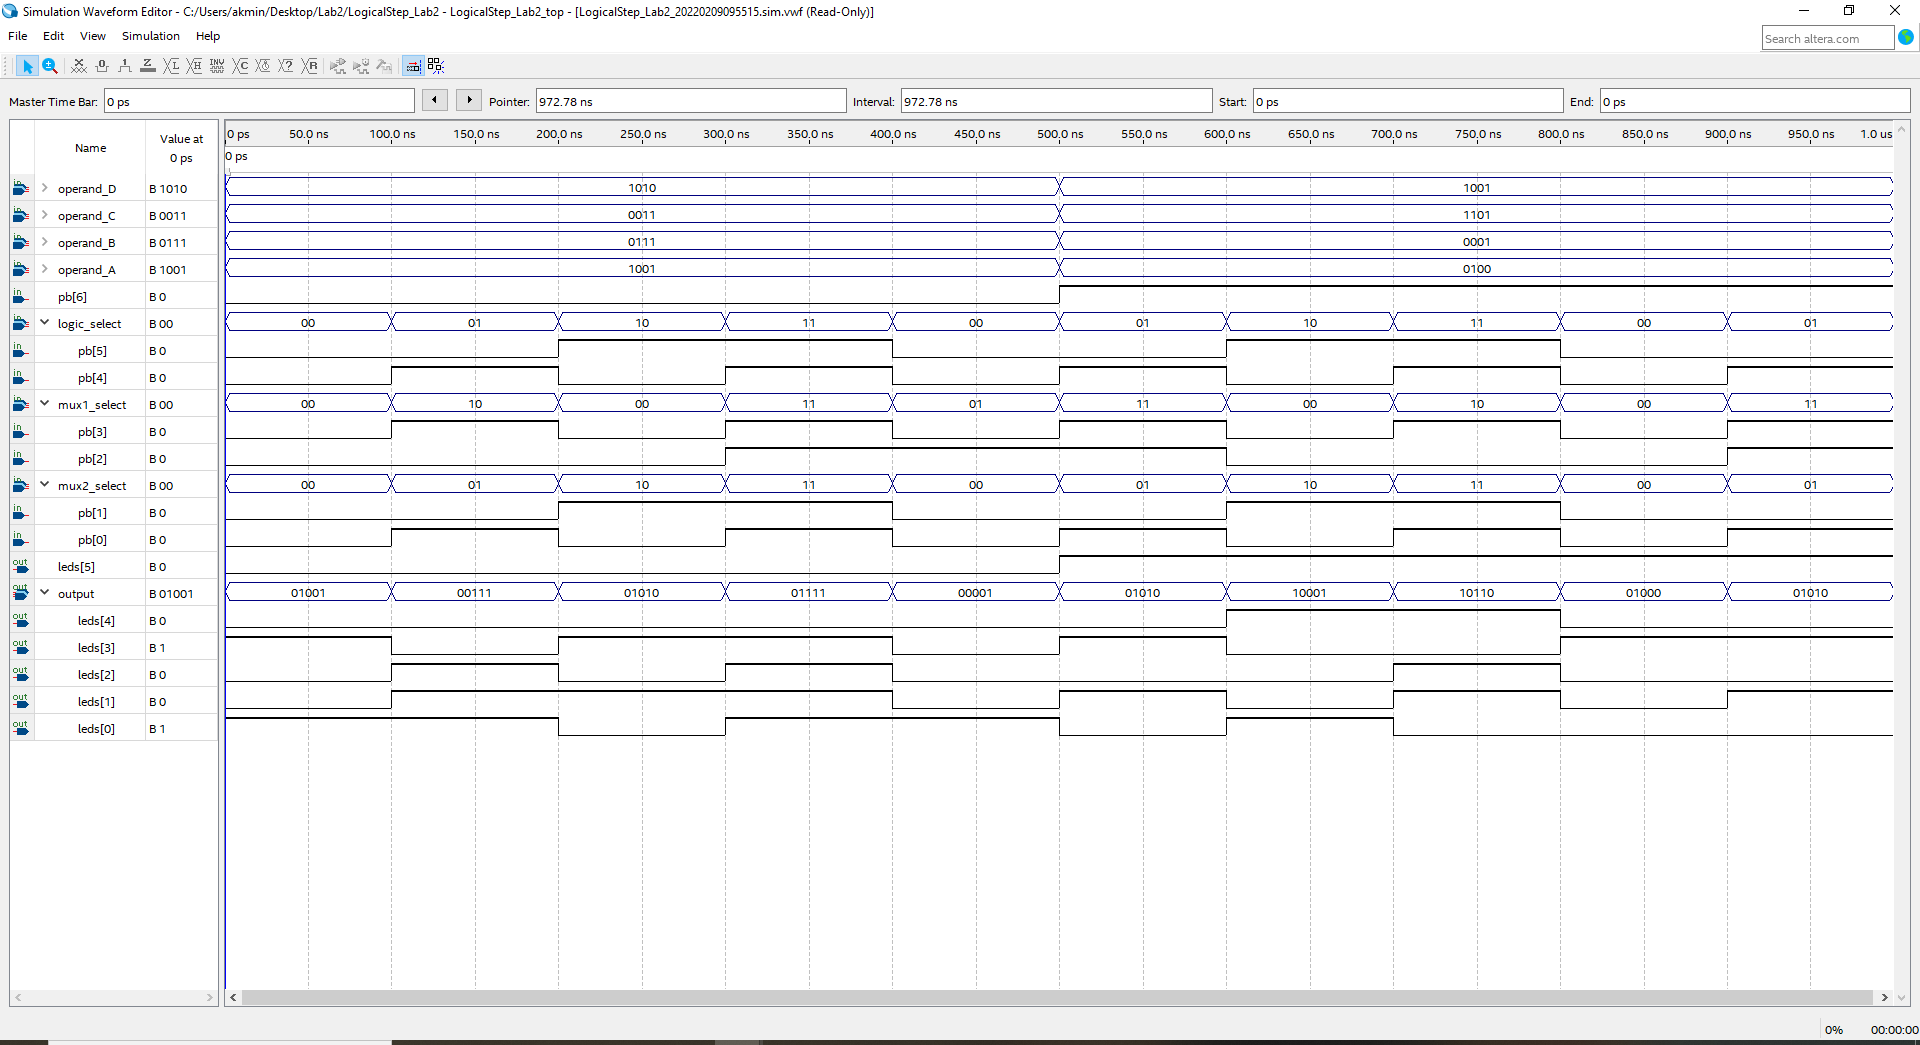 Simulation Waveform Editor - C:/Users/akmin/Desktop/Lab2/LogicalStep_Lab2 - LogicalStep_Lab2_top - [LogicalStep_Lab2_20220209095515.sim.vwf (Read-Only)]
File Edit View Simulation Help
Search altera.com
Master Time Bar: 0 ps Pointer: 972.78 ns Interval: 972.78 ns Start: 0 ps End: 0 ps
Name Value at 0 ps
0 ps 50.0 ns 100.0 ns 150.0 ns 200.0 ns 250.0 ns 300.0 ns 350.0 ns 400.0 ns 450.0 ns 500.0 ns 550.0 ns 600.0 ns 650.0 ns 700.0 ns 750.0 ns 800.0 ns 850.0 ns 900.0 ns 950.0 ns 1.0 us
0 ps
operand_D B 1010 1010 1001
operand_C B 0011 0011 1101
operand_B B 0111 0111 0001
operand_A B 1001 1001 0100
pb[6] B 0
logic_select B 00 00 01 10 11 00 01 10 11 00 01
pb[5] B 0
pb[4] B 0
mux1_select B 00 00 10 00 11 01 11 00 10 00 11
pb[3] B 0
pb[2] B 0
mux2_select B 00 00 01 10 11 00 01 10 11 00 01
pb[1] B 0
pb[0] B 0
leds[5] B 0
output B 01001 01001 00111 01010 01111 00001 01010 10001 10110 01000 01010
leds[4] B 0
leds[3] B 1
leds[2] B 0
leds[1] B 0
leds[0] B 1
0% 00:00:00